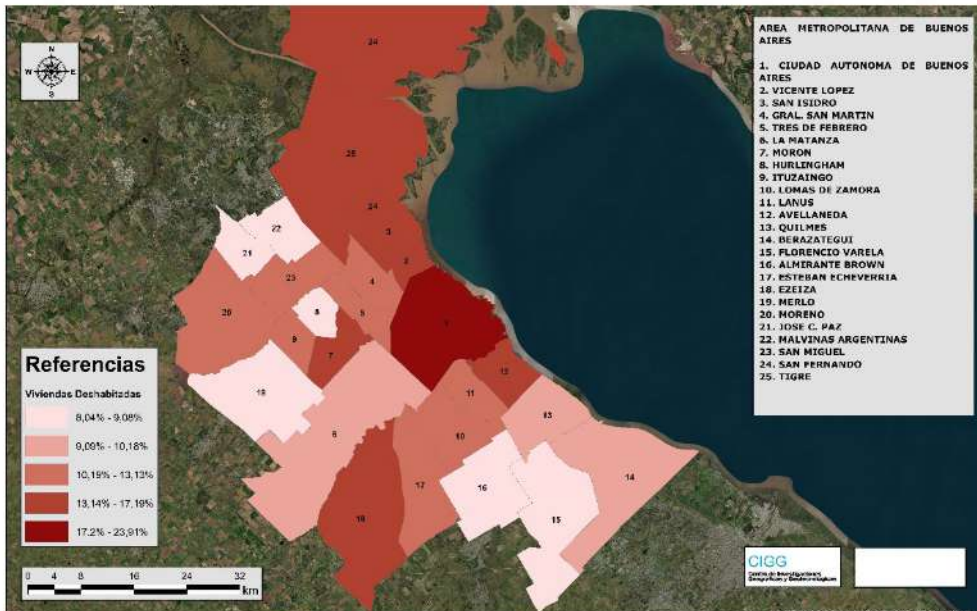 AREA METROPOLITANA DE BUENOS
AIRES
1. CIUDAD AUTONOMA DE BUENOS
AIRES
2. VICENTE LOPEZ
3. SAN ISIDRO
4. GRAL. SAN MARTIN
5. TRES DE FEBRERO
6. LA MATANZA
7. MORON
8. HURLINGHAM
9. ITUZAINGO
10. LOMAS DE ZAMORA
11. LANUS
12. AVELLANEDA
13. QUILMES
14. BERAZATEGUI
15. FLORENCIO VARELA
16. ALMIRANTE BROWN
17. ESTEBAN ECHEVERRIA
18. EZEIZA
19. MERLO
20. MORENO
21. JOSE C. PAZ
22. MALVINAS ARGENTINAS
23. SAN MIGUEL
24. SAN FERNANDO
25. TIGRE
N
W E
S
24
25
24
3
2
22
21
23
4
20
8
5
1
9
7
12
19
11
13
6
10
14
17
16
18
15
Referencias
Viviendas Deshabitadas
8,04% - 9,08%
9,09% - 10,18%
10,19% - 13,13%
13,14% - 17,19%
17,2% - 23,91%
0 4 8 16 24 32
km
CIGG
Centro de Investigaciones
Geográficas y Geotecnológicas